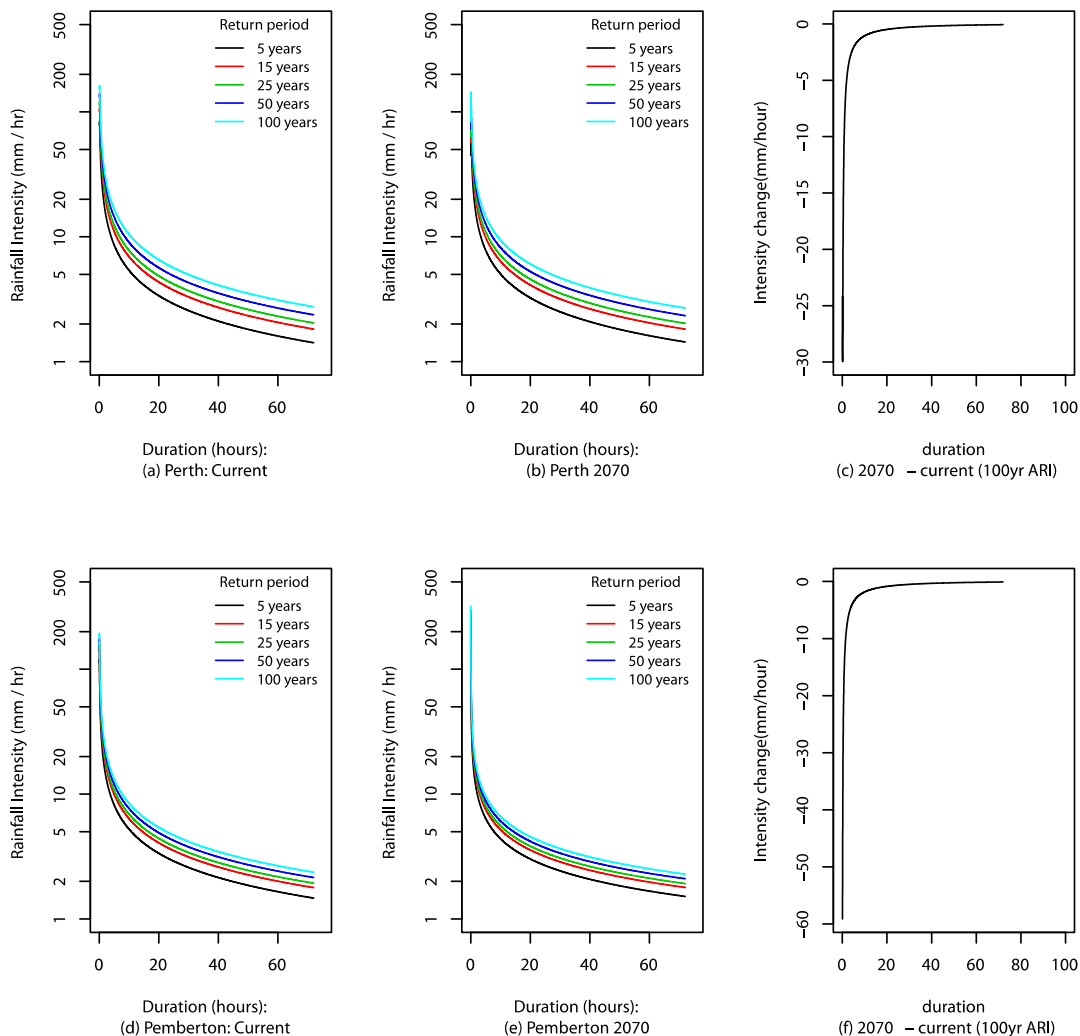 Rainfall Intensity (mm / hr)
500
200
50
20
10
5
2
1
Return period
5 years
15 years
25 years
50 years
100 years
0 20 40 60
Duration (hours):
(a) Perth: Current
Rainfall Intensity (mm / hr)
500
200
50
20
10
5
2
1
Return period
5 years
15 years
25 years
50 years
100 years
0 20 40 60
Duration (hours):
(b) Perth 2070
Intensity change(mm/hour)
0
−5
−10
−15
−20
−25
−30
0 20 40 60 80 100
duration
(c) 2070 − current (100yr ARI)
Rainfall Intensity (mm / hr)
500
200
50
20
10
5
2
1
Return period
5 years
15 years
25 years
50 years
100 years
0 20 40 60
Duration (hours):
(d) Pemberton: Current
Rainfall Intensity (mm / hr)
500
200
50
20
10
5
2
1
Return period
5 years
15 years
25 years
50 years
100 years
0 20 40 60
Duration (hours):
(e) Pemberton 2070
Intensity change(mm/hour)
0
−10
−20
−30
−40
−50
−60
0 20 40 60 80 100
duration
(f) 2070 − current (100yr ARI)